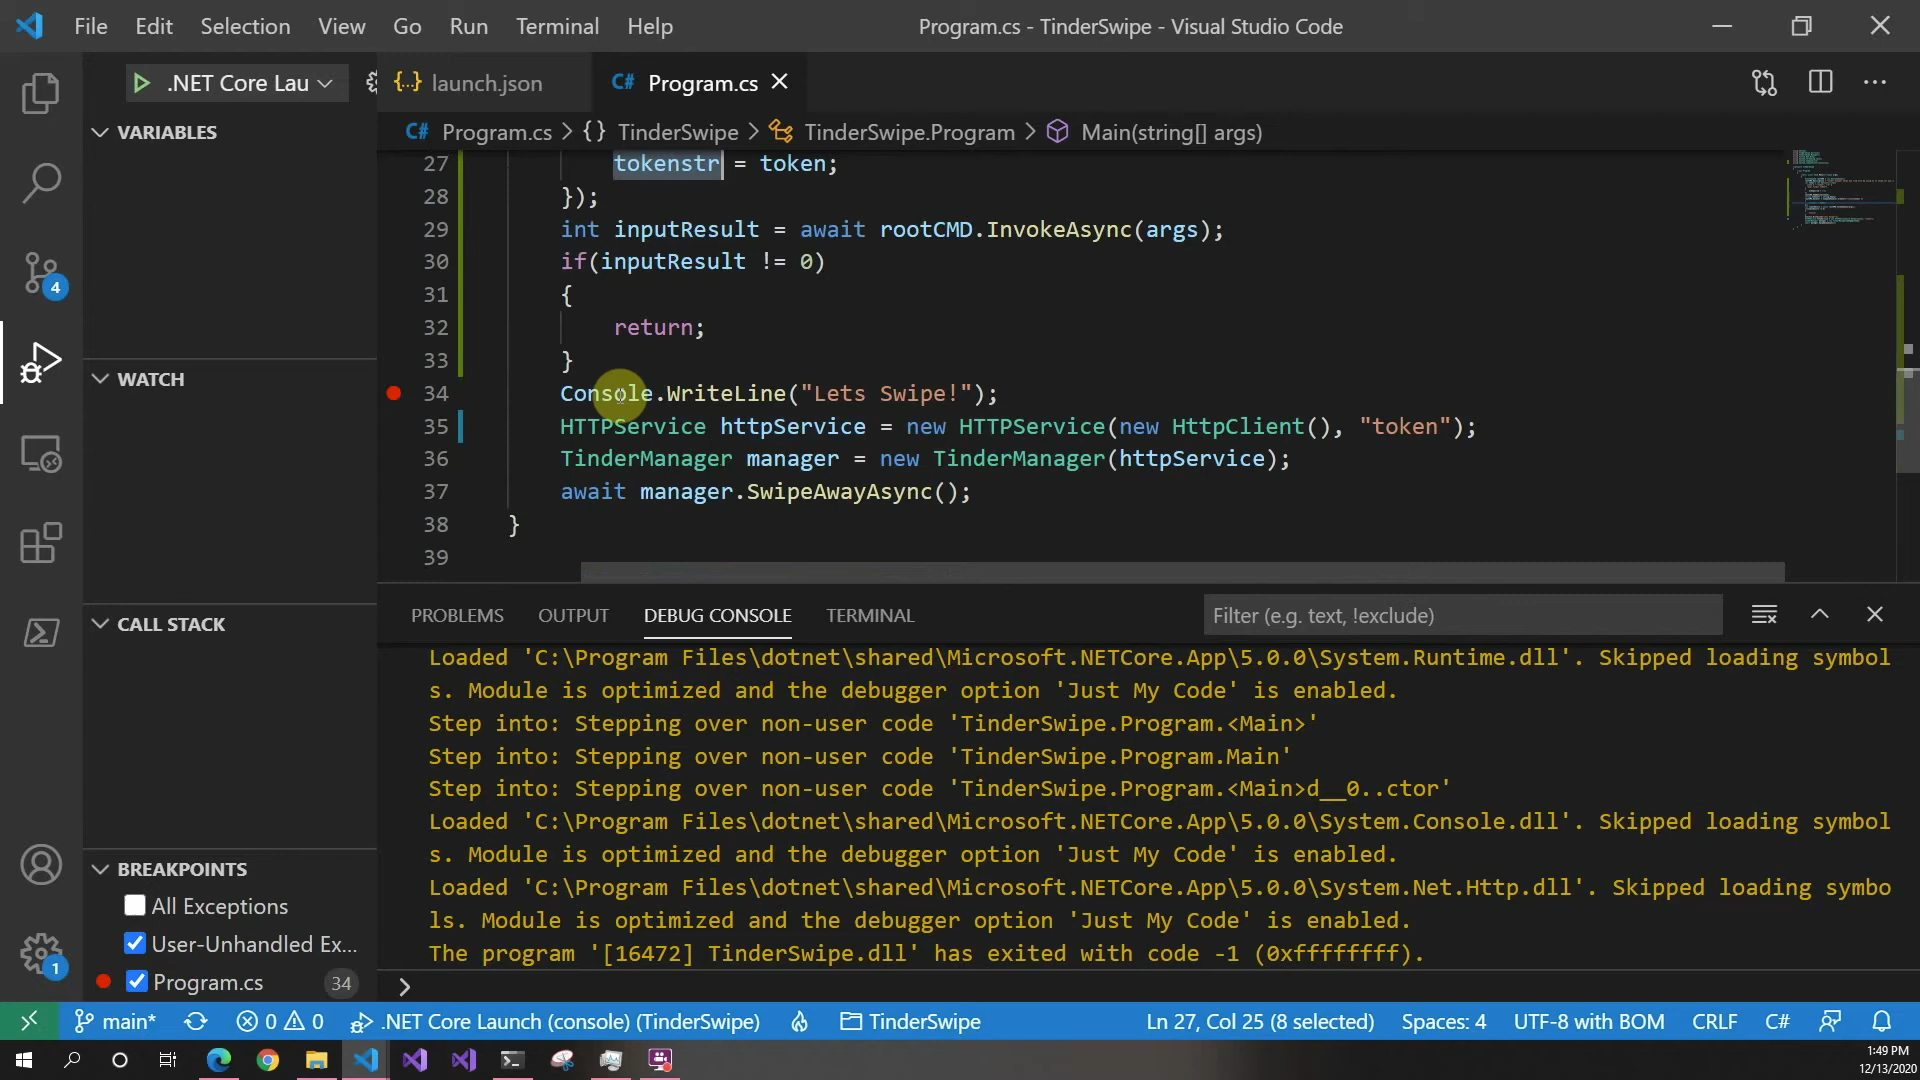 File Edit Selection View Go Run Terminal Help Program.cs - TinderSwipe - Visual Studio Code
.NET Core Lau
{..} launch.json C# Program.cs
C# Program.cs > {} TinderSwipe > TinderSwipe.Program > Main(string[] args)
VARIABLES
WATCH
CALL STACK
BREAKPOINTS
All Exceptions
User-Unhandled Ex...
Program.cs 34
4
1
27 tokenstr = token;
28 });
29 int inputResult = await rootCMD.InvokeAsync(args);
30 if(inputResult != 0)
31 {
32 return;
33 }
34 Console.WriteLine("Lets Swipe!");
35 HTTPService httpService = new HTTPService(new HttpClient(), "token");
36 TinderManager manager = new TinderManager(httpService);
37 await manager.SwipeAwayAsync();
38 }
39
PROBLEMS OUTPUT DEBUG CONSOLE TERMINAL Filter (e.g. text, !exclude)
Loaded 'C:\Program Files\dotnet\shared\Microsoft.NETCore.App\5.0.0\System.Runtime.dll'. Skipped loading symbol
s. Module is optimized and the debugger option 'Just My Code' is enabled.
Step into: Stepping over non-user code 'TinderSwipe.Program.<Main>'
Step into: Stepping over non-user code 'TinderSwipe.Program.Main'
Step into: Stepping over non-user code 'TinderSwipe.Program.<Main>d__0..ctor'
Loaded 'C:\Program Files\dotnet\shared\Microsoft.NETCore.App\5.0.0\System.Console.dll'. Skipped loading symbol
s. Module is optimized and the debugger option 'Just My Code' is enabled.
Loaded 'C:\Program Files\dotnet\shared\Microsoft.NETCore.App\5.0.0\System.Net.Http.dll'. Skipped loading symbo
ls. Module is optimized and the debugger option 'Just My Code' is enabled.
The program '[16472] TinderSwipe.dll' has exited with code -1 (0xffffffff).
>
main* 0 0 .NET Core Launch (console) (TinderSwipe) TinderSwipe Ln 27, Col 25 (8 selected) Spaces: 4 UTF-8 with BOM CRLF C#
1:49 PM
12/13/2020